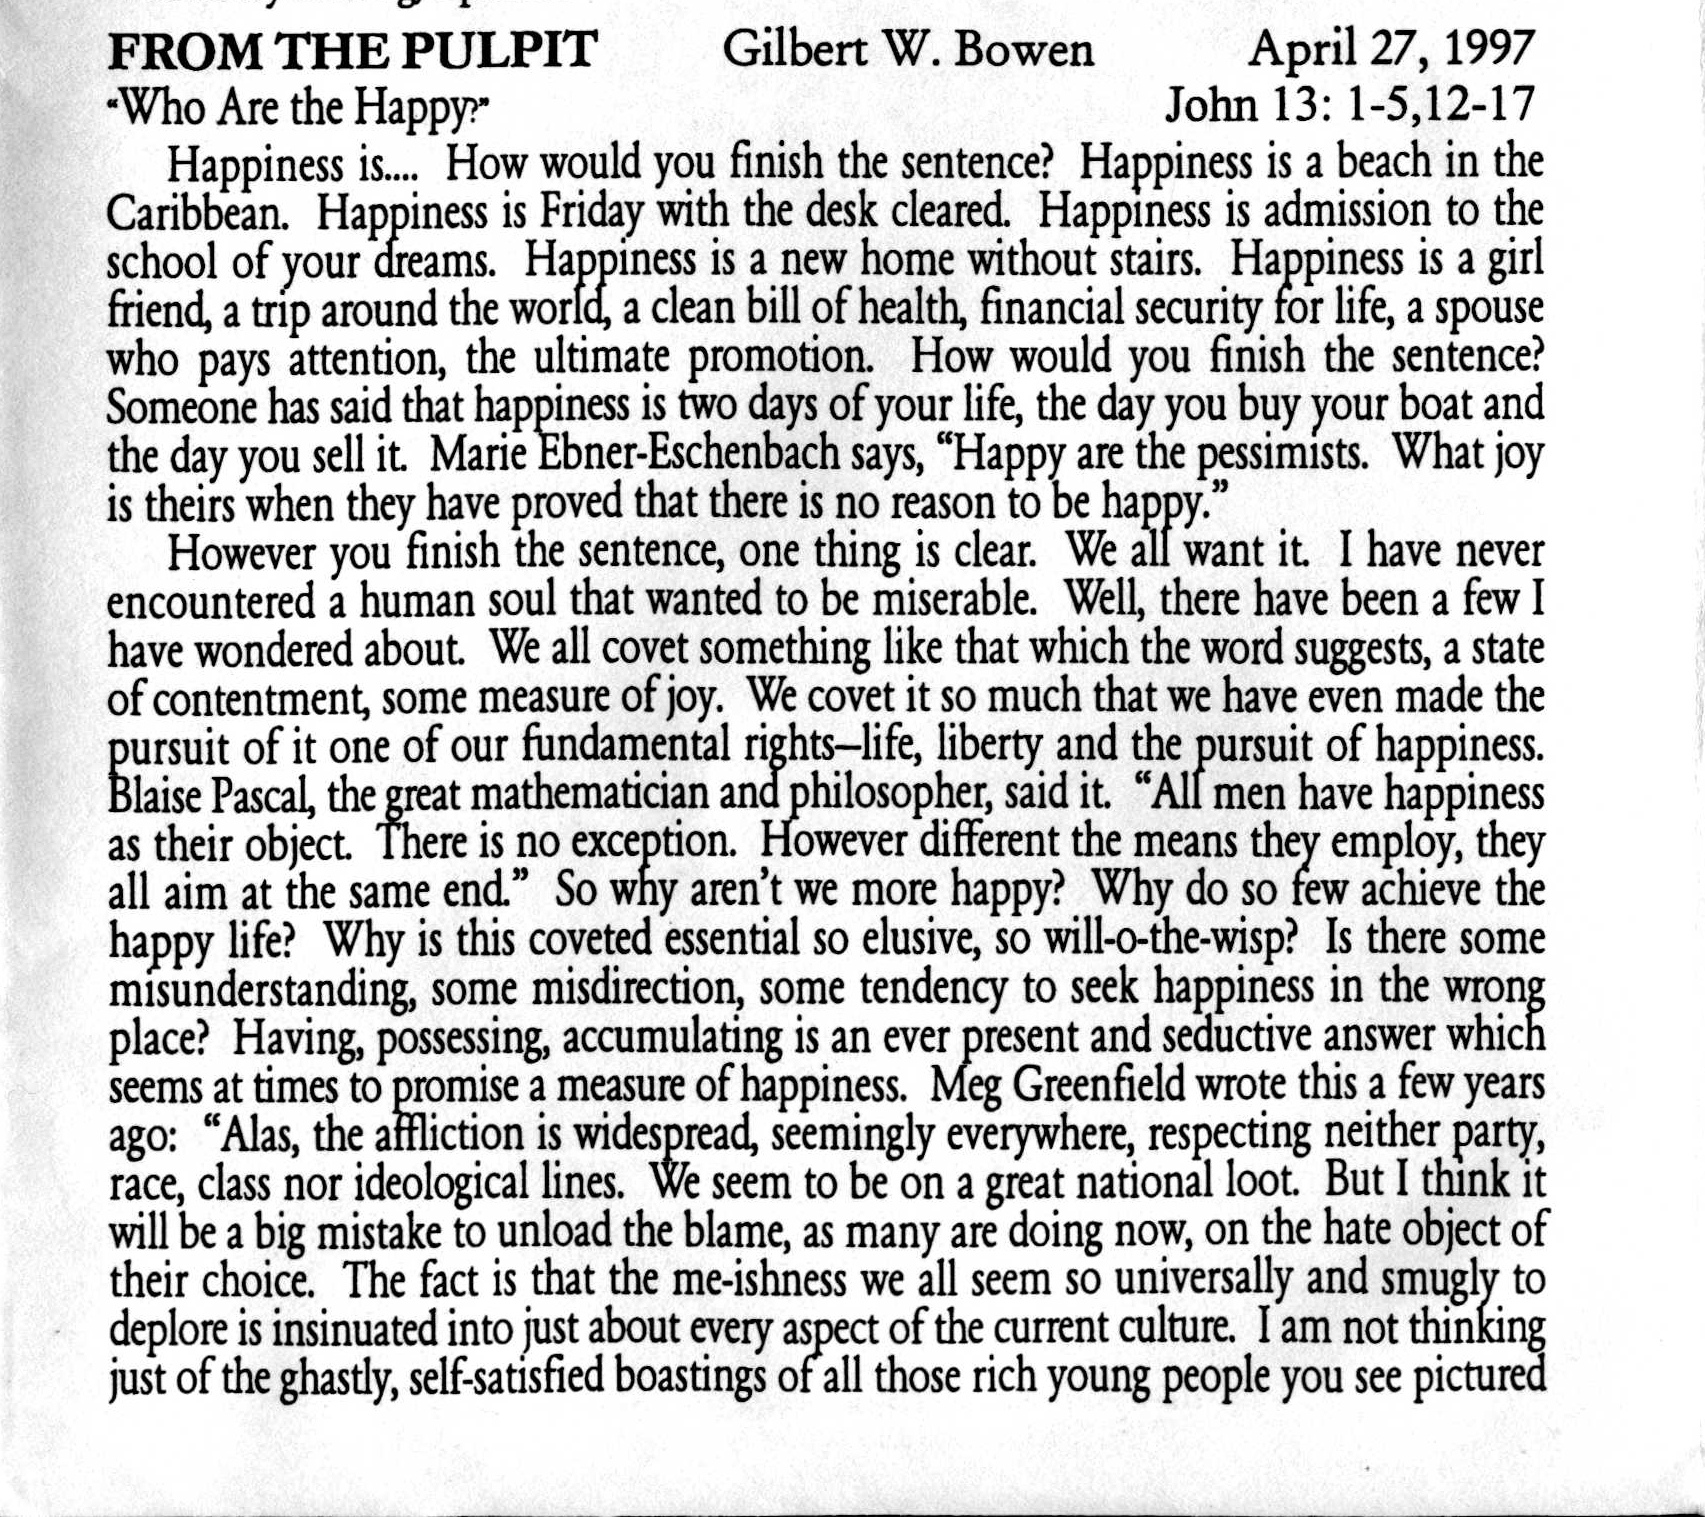 FROM THE PULPIT Gilbert W. Bowen April 27, 1997
"Who Are the Happy?" John 13: 1-5,12-17
Happiness is.... How would you finish the sentence? Happiness is a beach in the
Caribbean. Happiness is Friday with the desk cleared. Happiness is admission to the
school of your dreams. Happiness is a new home without stairs. Happiness is a girl
friend, a trip around the world, a clean bill of health, financial security for life, a spouse
who pays attention, the ultimate promotion. How would you finish the sentence?
Someone has said that happiness is two days of your life, the day you buy your boat and
the day you sell it. Marie Ebner-Eschenbach says, “Happy are the pessimists. What joy
is theirs when they have proved that there is no reason to be happy.”
However you finish the sentence, one thing is clear. We all want it. I have never
encountered a human soul that wanted to be miserable. Well, there have been a few I
have wondered about. We all covet something like that which the word suggests, a state
of contentment, some measure of joy. We covet it so much that we have even made the
pursuit of it one of our fundamental rights–life, liberty and the pursuit of happiness.
Blaise Pascal, the great mathematician and philosopher, said it. “All men have happiness
as their object. There is no exception. However different the means they employ, they
all aim at the same end.” So why aren’t we more happy? Why do so few achieve the
happy life? Why is this coveted essential so elusive, so will-o-the-wisp? Is there some
misunderstanding, some misdirection, some tendency to seek happiness in the wrong
place? Having, possessing, accumulating is an ever present and seductive answer which
seems at times to promise a measure of happiness. Meg Greenfield wrote this a few years
ago: “Alas, the affliction is widespread, seemingly everywhere, respecting neither party,
race, class nor ideological lines. We seem to be on a great national loot. But I think it
will be a big mistake to unload the blame, as many are doing now, on the hate object of
their choice. The fact is that the me-ishness we all seem so universally and smugly to
deplore is insinuated into just about every aspect of the current culture. I am not thinking
just of the ghastly, self-satisfied boastings of all those rich young people you see pictured